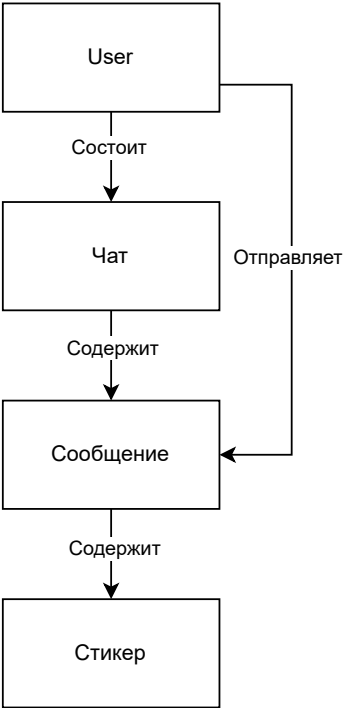 User
Состоит
Чат
Отправляет
Содержит
Сообщение
Содержит
Стикер